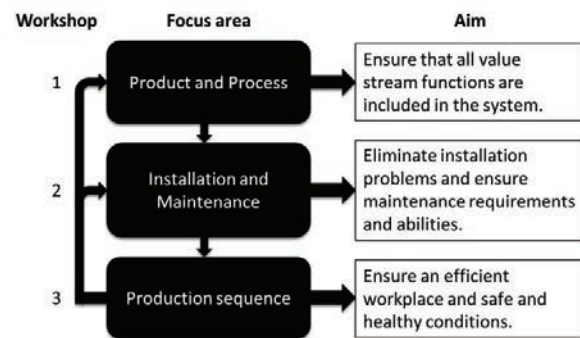 Workshop Focus area Aim
1 Product and Process
Ensure that all value
stream functions are
included in the system.
2 Installation and
Maintenance
Eliminate installation
problems and ensure
maintenance requirements
and abilities.
3 Production sequence
Ensure an efficient
workplace and safe and
healthy conditions.